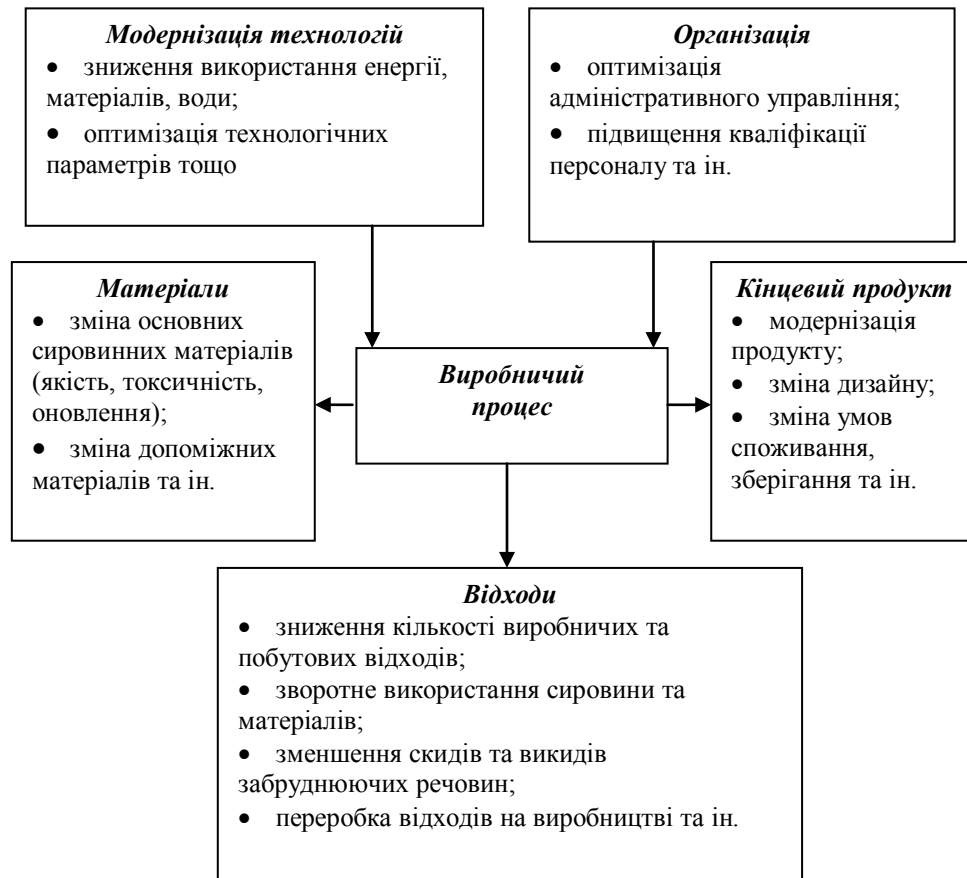 Модернізація технологій
• зниження використання енергії,
матеріалів, води;
• оптимізація технологічних
параметрів тощо
Організація
• оптимізація
адміністративного управління;
• підвищення кваліфікації
персоналу та ін.
Матеріали
• зміна основних
сировинних матеріалів
(якість, токсичність,
оновлення);
• зміна допоміжних
матеріалів та ін.
Виробничий
процес
Кінцевий продукт
• модернізація
продукту;
• зміна дизайну;
• зміна умов
споживання,
зберігання та ін.
Відходи
• зниження кількості виробничих та
побутових відходів;
• зворотне використання сировини та
матеріалів;
• зменшення скидів та викидів
забруднюючих речовин;
• переробка відходів на виробництві та ін.